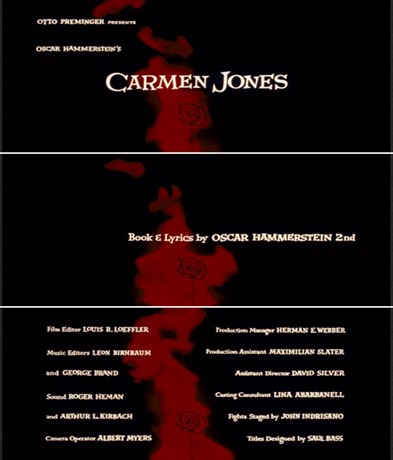 OTTO PREMINGER PRESENTS
OSCAR HAMMERSTEIN'S
CARMEN JONES
Book & Lyrics by OSCAR HAMMERSTEIN 2nd
Film Editor LOUIS R. LOEFFLER
Music Editors LEON BIRNBAUM
and GEORGE BRAND
Sound ROGER HEMAN
and ARTHUR L. KIRBACH
Camera Operator ALBERT MYERS
Production Manager HERMAN E. WEBBER
Production Assistant MAXIMILIAN SLATER
Assistant Director DAVID SILVER
Casting Consultant LINA ABARBANELL
Fights Staged by JOHN INDRISANO
Titles Designed by SAUL BASS